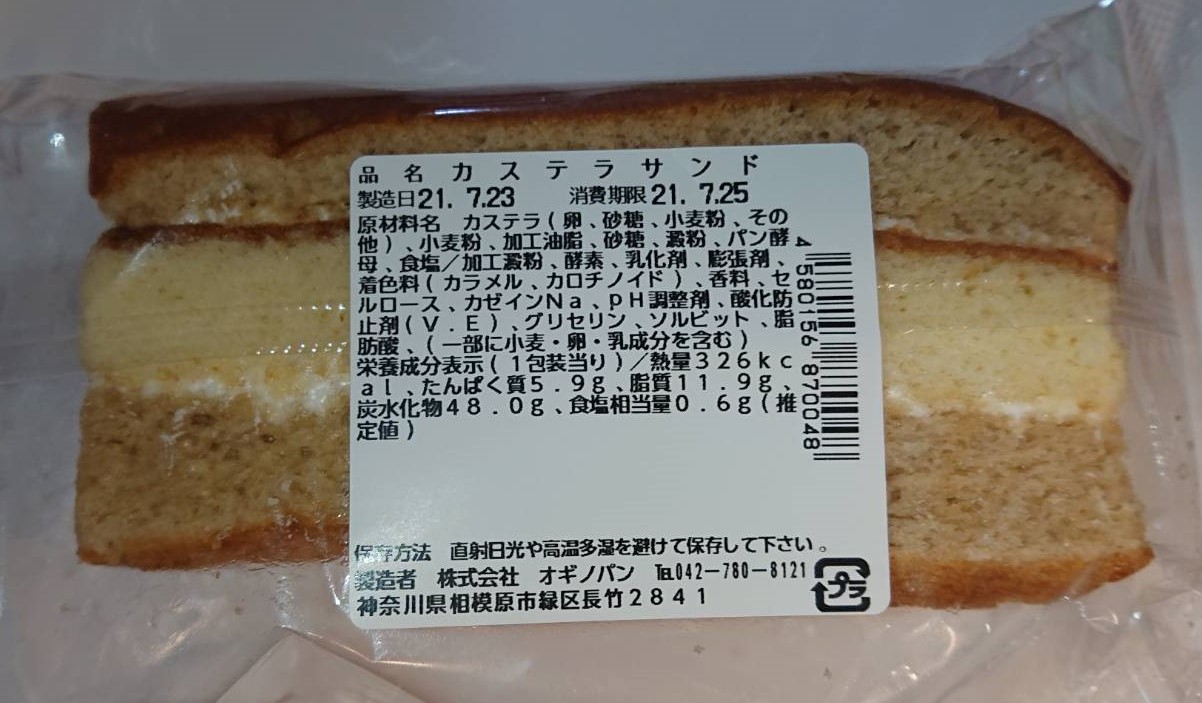 品名 カステラサンド
製造日21. 7.23 消費期限21. 7.25
原材料名 カステラ(卵、砂糖、小麦粉、その
他)、小麦粉、加工油脂、砂糖、澱粉、パン酵
母、食塩/加工澱粉、酵素、乳化剤、膨張剤、
着色料(カラメル、カロチノイド)、香料、セ
ルロース、カゼインNa、pH調整剤、酸化防
止剤(V.E)、グリセリン、ソルビット、脂
肪酸、(一部に小麦・卵・乳成分を含む)
栄養成分表示(1包装当り)/熱量326kc
al、たんぱく質5.9g、脂質11.9g、
炭水化物48.0g、食塩相当量0.6g(推
定値)
4 580156 870048
保存方法 直射日光や高温多湿を避けて保存して下さい。
製造者 株式会社 オギノパン ℡042-780-8121
神奈川県相模原市緑区長竹2841
プラ